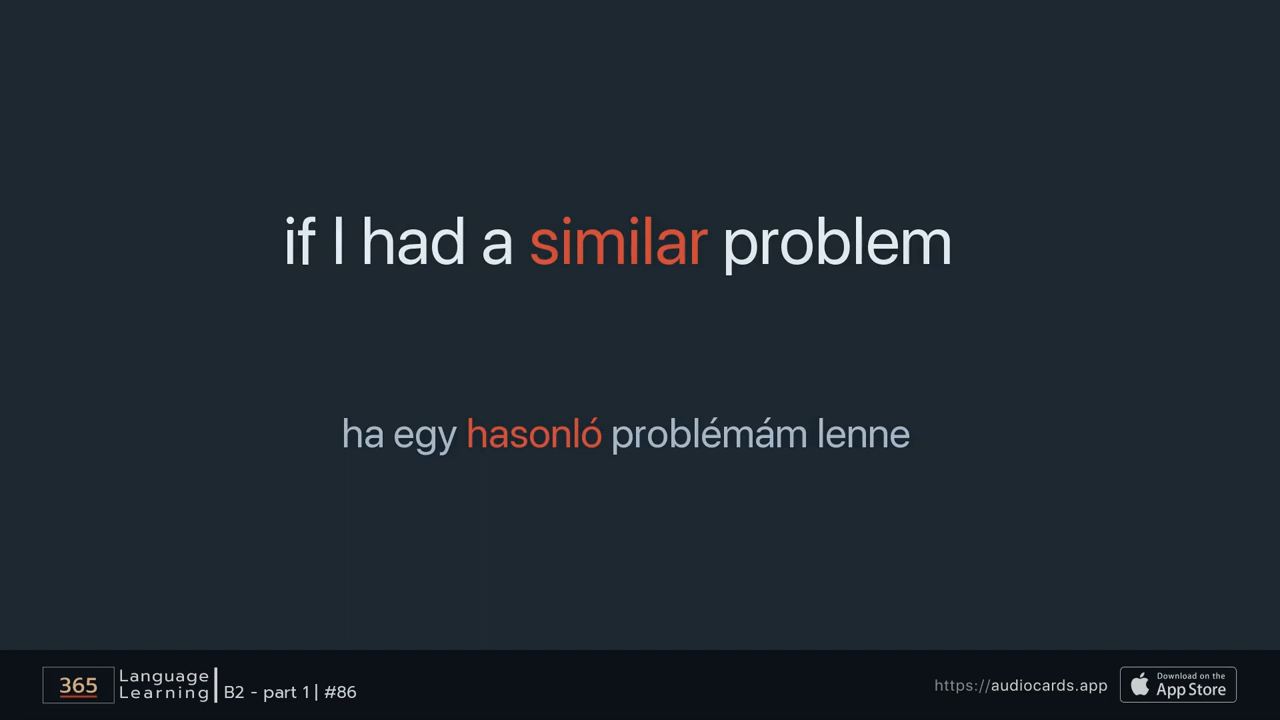 if I had a similar problem
ha egy hasonló problémám lenne
365 Language Learning | B2 - part 1 | #86
https://audiocards.app
Download on the App Store